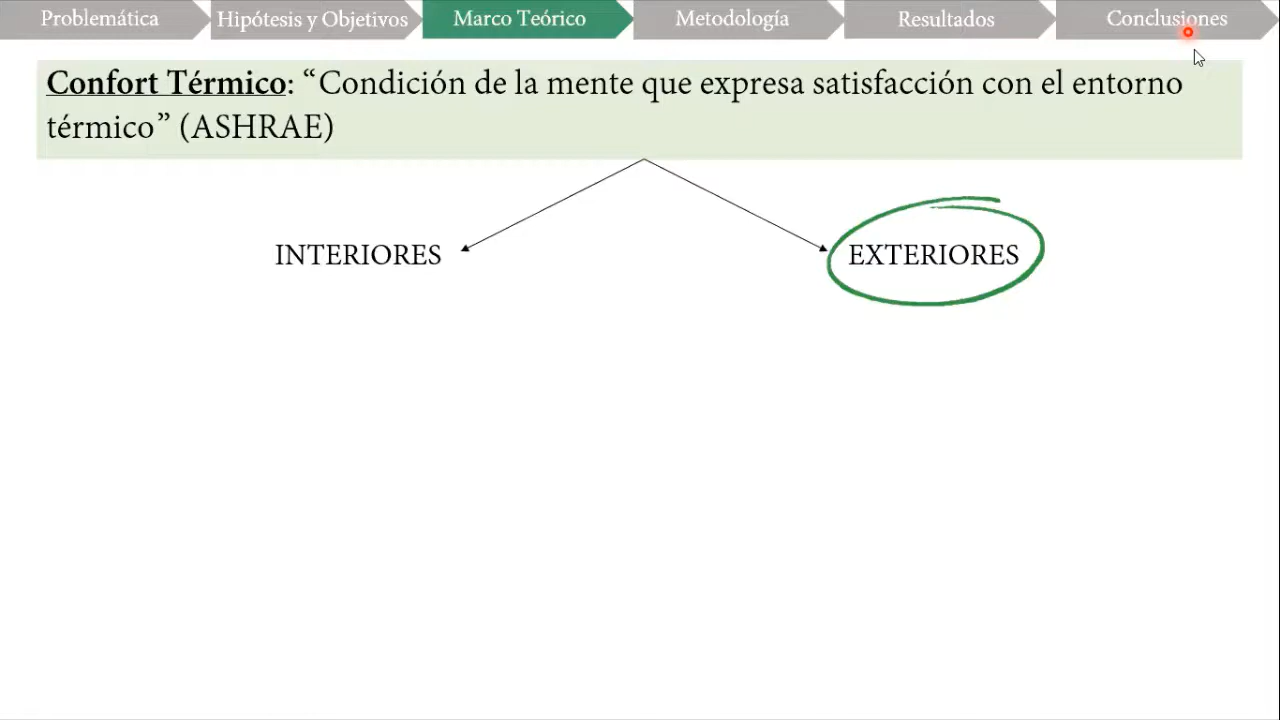 Problemática
Hipótesis y Objetivos
Marco Teórico
Metodología
Resultados
Conclusiones
Confort Térmico: “Condición de la mente que expresa satisfacción con el entorno
térmico” (ASHRAE)
INTERIORES
EXTERIORES